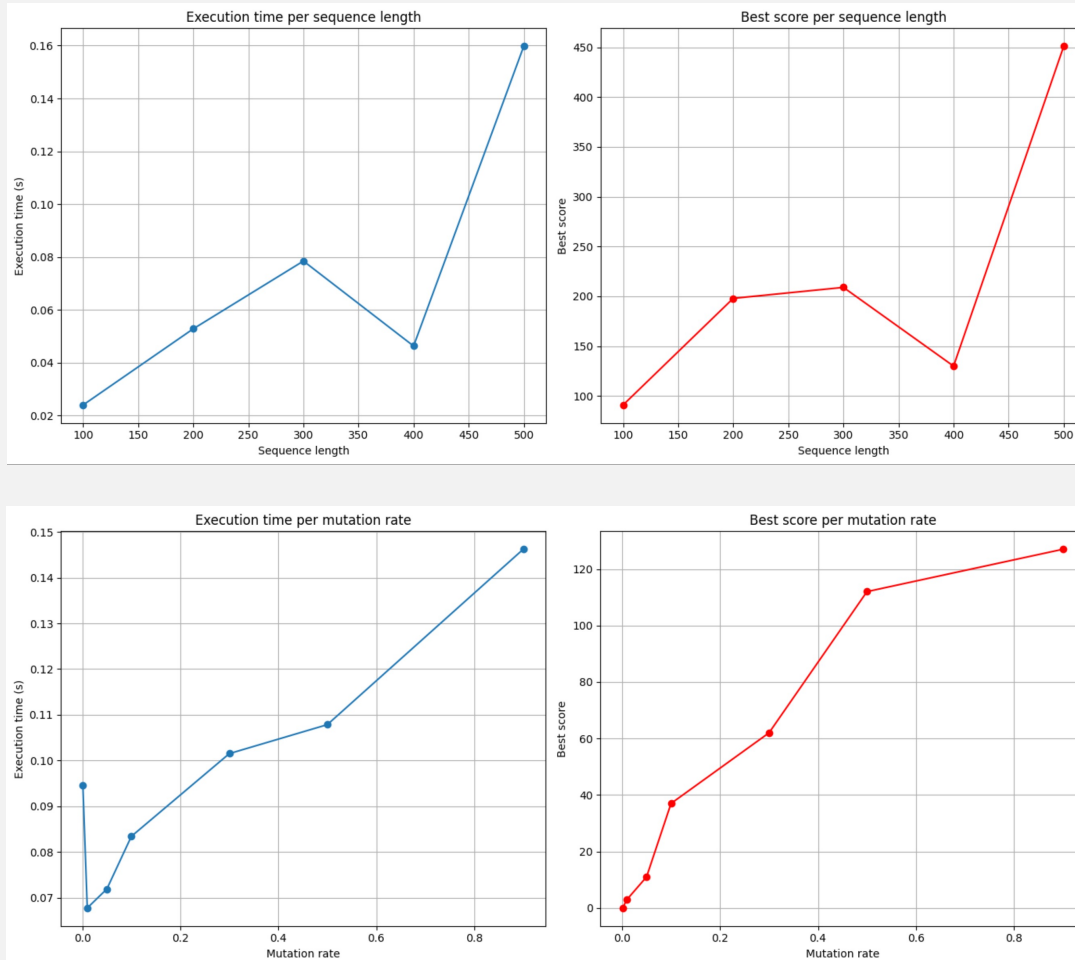 Execution time per sequence length
Execution time (s)
0.16
0.14
0.12
0.10
0.08
0.06
0.04
0.02
100 150 200 250 300 350 400 450 500
Sequence length
Best score per sequence length
Best score
450
400
350
300
250
200
150
100
100 150 200 250 300 350 400 450 500
Sequence length
Execution time per mutation rate
Execution time (s)
0.15
0.14
0.13
0.12
0.11
0.10
0.09
0.08
0.07
0.0 0.2 0.4 0.6 0.8
Mutation rate
Best score per mutation rate
Best score
120
100
80
60
40
20
0
0.0 0.2 0.4 0.6 0.8
Mutation rate